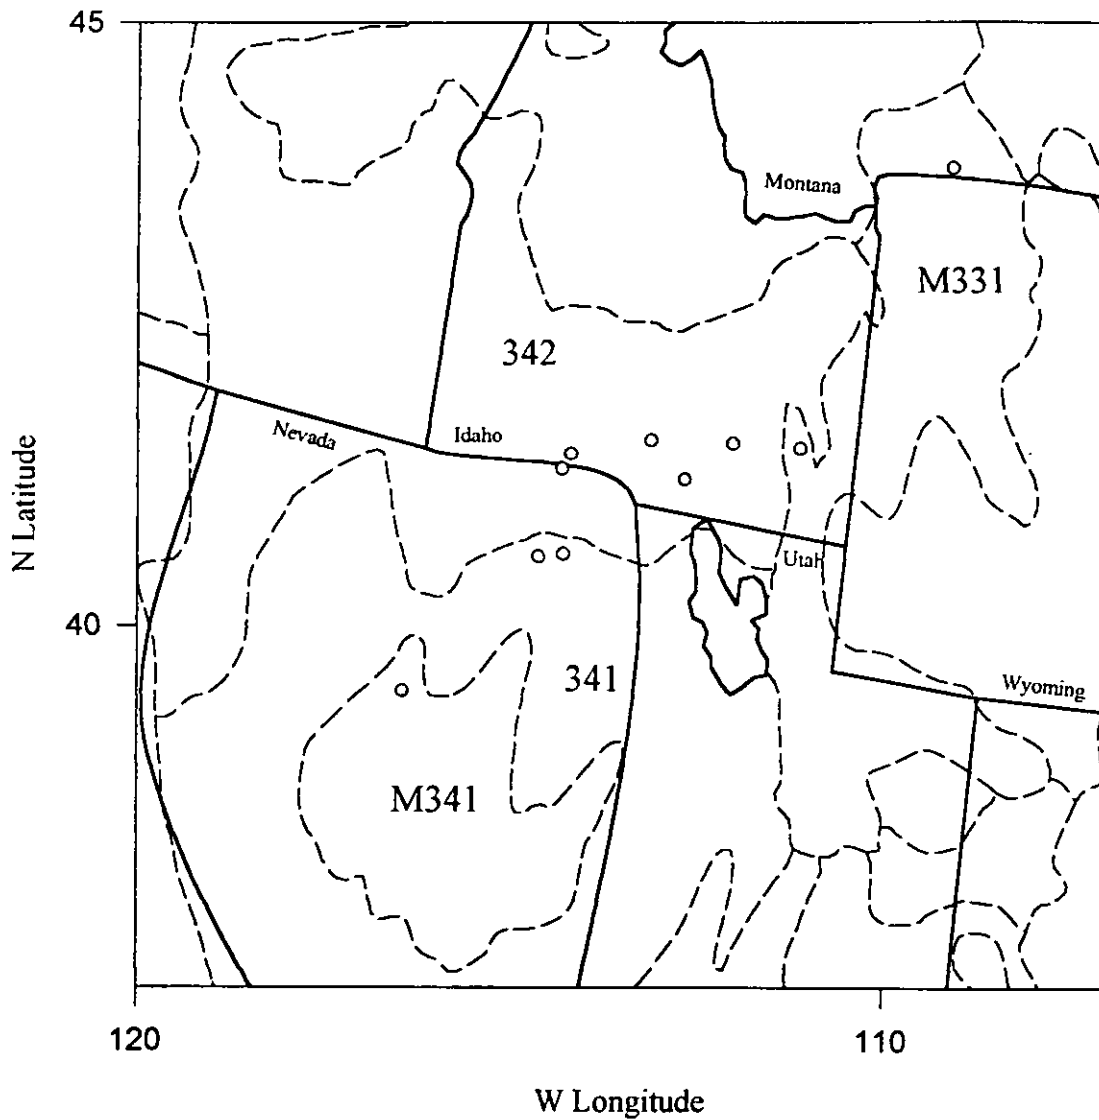 45
Montana
M331
342
Nevada
Idaho
N Latitude
Utah
40
341
Wyoming
M341
120
110
W Longitude